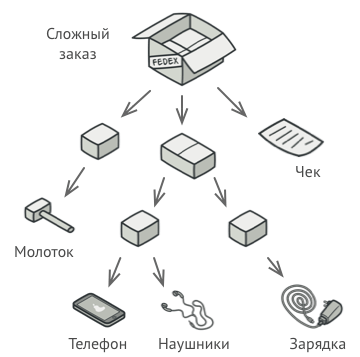 Сложный
заказ
FEDEX
Чек
Молоток
Телефон
Наушники
Зарядка